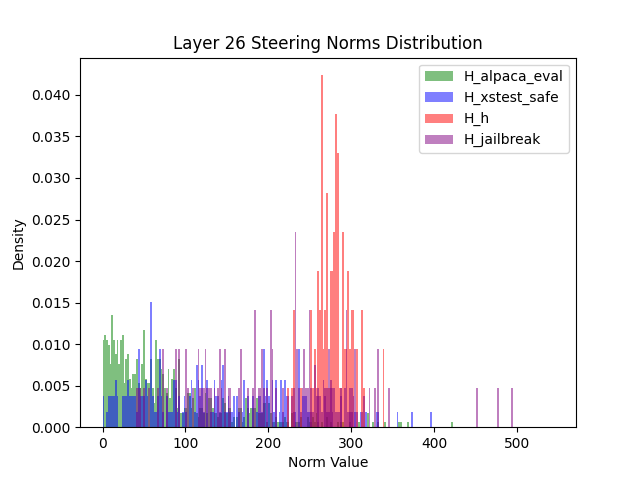 Layer 26 Steering Norms Distribution
H_alpaca_eval
H_xstest_safe
H_h
H_jailbreak
Density
0.040
0.035
0.030
0.025
0.020
0.015
0.010
0.005
0.000
0
100
200
300
400
500
Norm Value